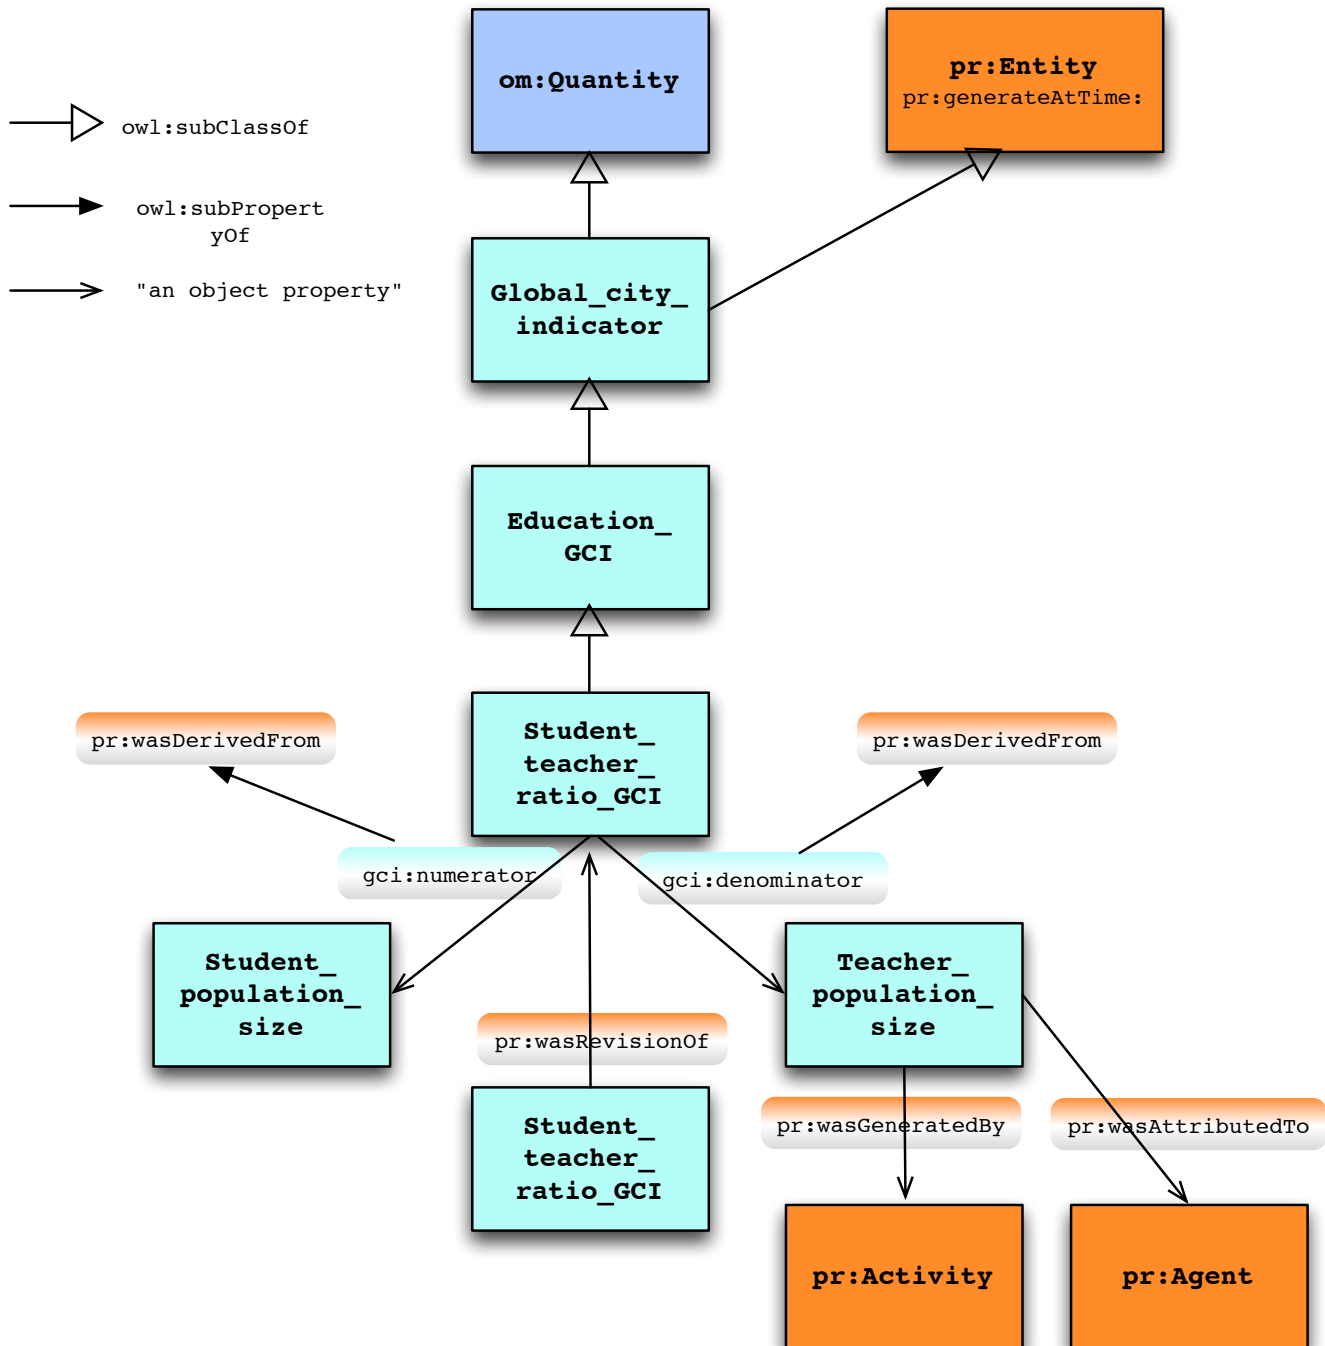 om:Quantity
pr:Entity
pr:generateAtTime:
owl:subClassOf
owl:subPropert
yOf
"an object property"
Global_city_
indicator
Education_
GCI
Student_
teacher_
ratio_GCI
pr:wasDerivedFrom
pr:wasDerivedFrom
gci:numerator
gci:denominator
Student_
population_
size
Teacher_
population_
size
pr:wasRevisionOf
Student_
teacher_
ratio_GCI
pr:wasGeneratedBy
pr:wasAttributedTo
pr:Activity
pr:Agent